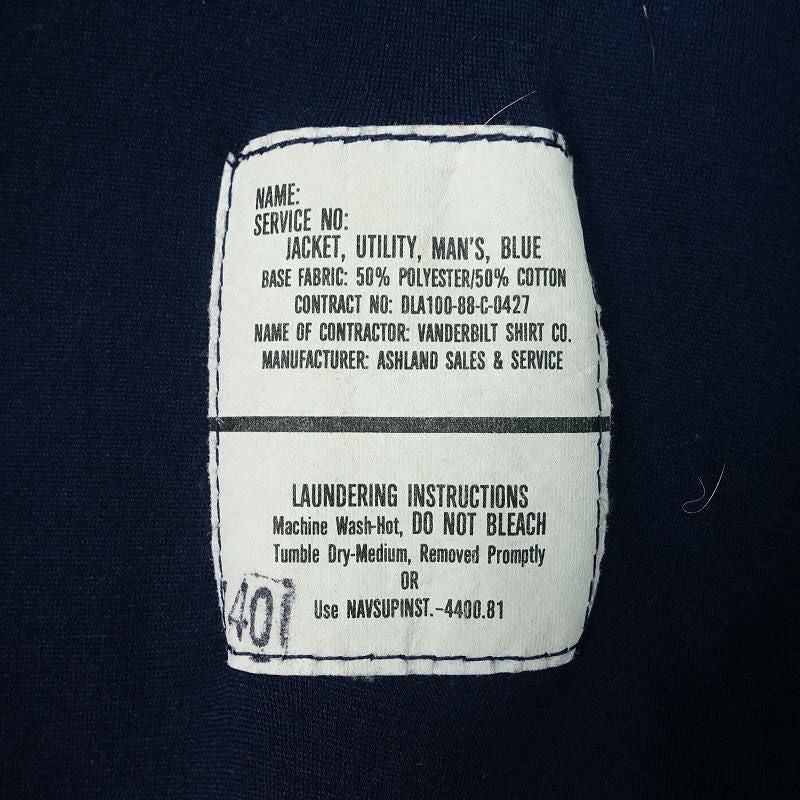 NAME:
SERVICE NO:
JACKET, UTILITY, MAN'S, BLUE
BASE FABRIC: 50% POLYESTER/50% COTTON
CONTRACT NO: DLA100-88-C-0427
NAME OF CONTRACTOR: VANDERBILT SHIRT CO.
MANUFACTURER: ASHLAND SALES & SERVICE
LAUNDERING INSTRUCTIONS
Machine Wash-Hot, DO NOT BLEACH
Tumble Dry-Medium, Removed Promptly
OR
Use NAVSUPINST.-4400.81
401